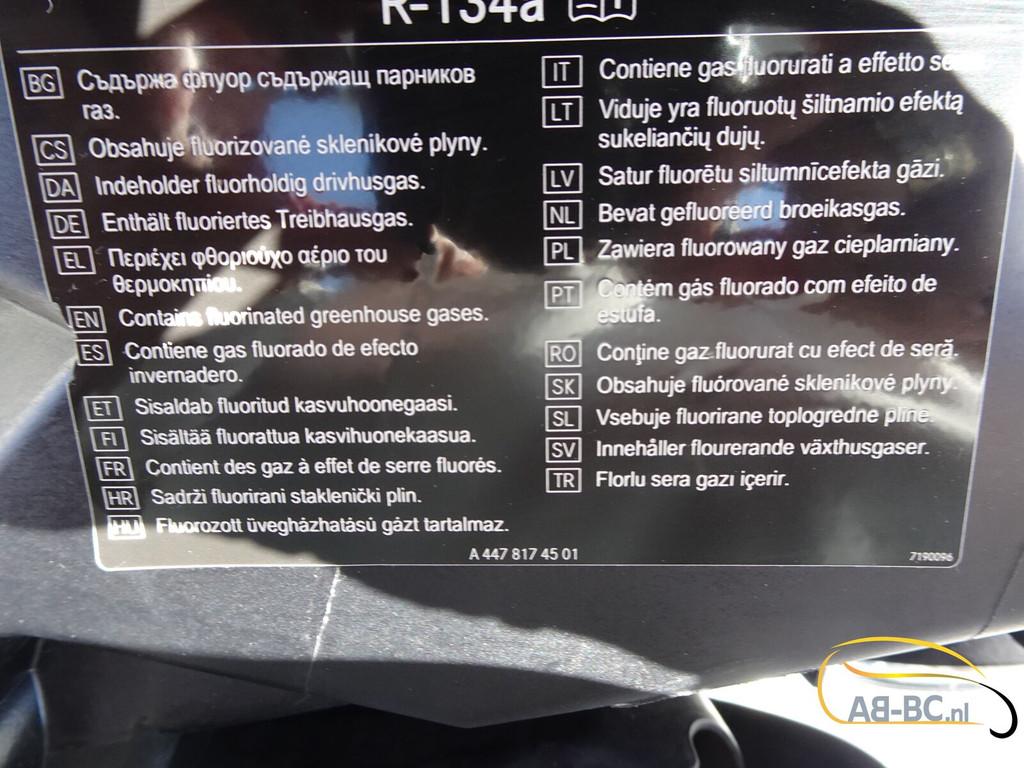 R-134a
BG Съдържа флуор съдържащ парников
газ.
CS Obsahuje fluorizované sklenikové plyny.
DA Indeholder fluorholdig drivhusgas.
DE Enthält fluoriertes Treibhausgas.
EL Περιέχει φθοριούχο αέριο του
θερμοκηπίου.
EN Contains fluorinated greenhouse gases.
ES Contiene gas fluorado de efecto
invernadero.
ET Sisaldab fluoritud kasvuhoonegaasi.
FI Sisältää fluorattua kasvihuonekaasua.
FR Contient des gaz à effet de serre fluorés.
HR Sadrži fluorirani staklenički plin.
HU Fluorozott üvegházhatású gázt tartalmaz.
IT Contiene gas fluorurati a effetto
LT Viduje yra fluoruotų šiltnamio efektą
sukeliančių dujų.
LV Satur fluorētu siltumnīcefekta gāzi.
NL Bevat gefluoreerd broeikasgas.
PL Zawiera fluorowany gaz cieplarniany.
PT Contém gás fluorado com efeito de
estufa.
RO Conţine gaz fluorurat cu efect de seră.
SK Obsahuje fluórované sklenikové plyny.
SL Vsebuje fluorirane toplogredne pline.
SV Innehåller flourerande växthusgaser.
TR Florlu sera gazı içerir.
A 447 817 45 01
7190096
AB-BC.nl